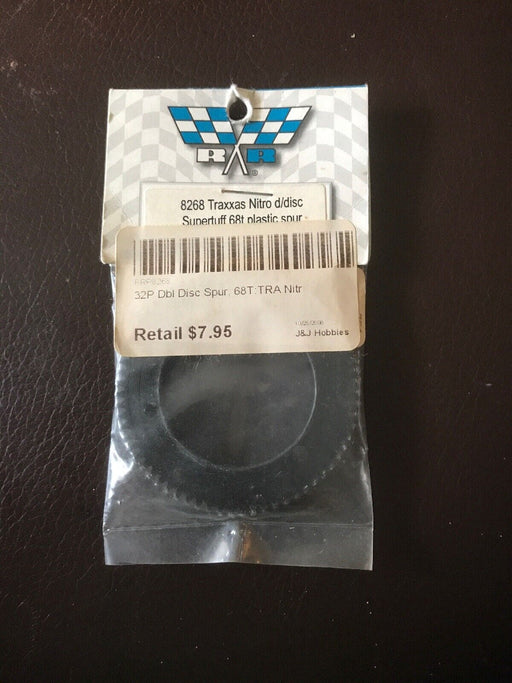 R R
®
8268 Traxxas Nitro d/disc
Supertuff 68t plastic spur
RRP8268
32P Dbl Disc Spur, 68T:TRA Nitr
Retail $7.95
J&J Hobbies